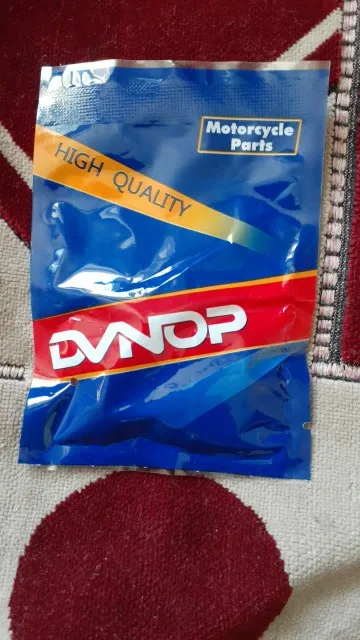 Motorcycle
Parts
HIGH QUALITY
DVNOP